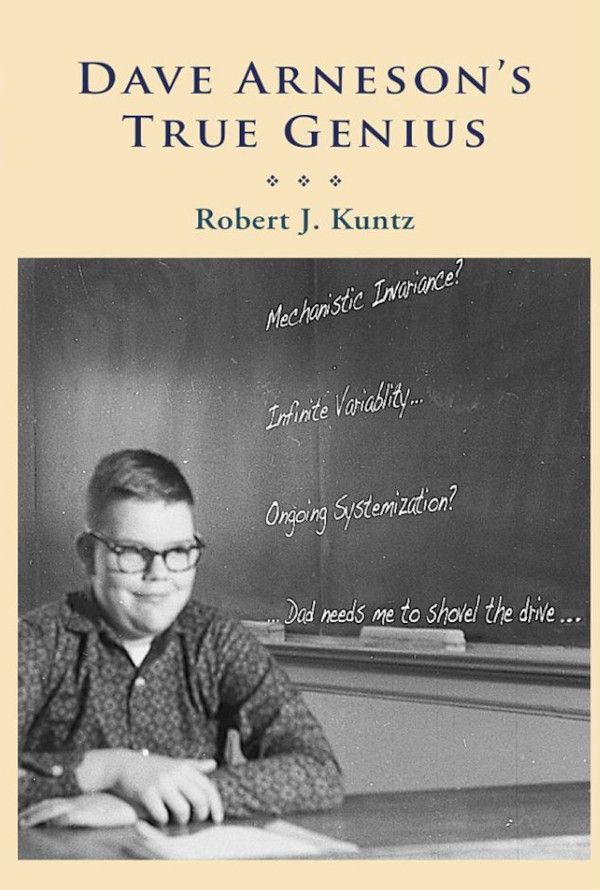 DAVE ARNESON'S
TRUE GENIUS
Robert J. Kuntz
Mechanistic Invariance?
Infinite Variablity...
Ongoing Systemization?
... Dad needs me to shovel the drive ...